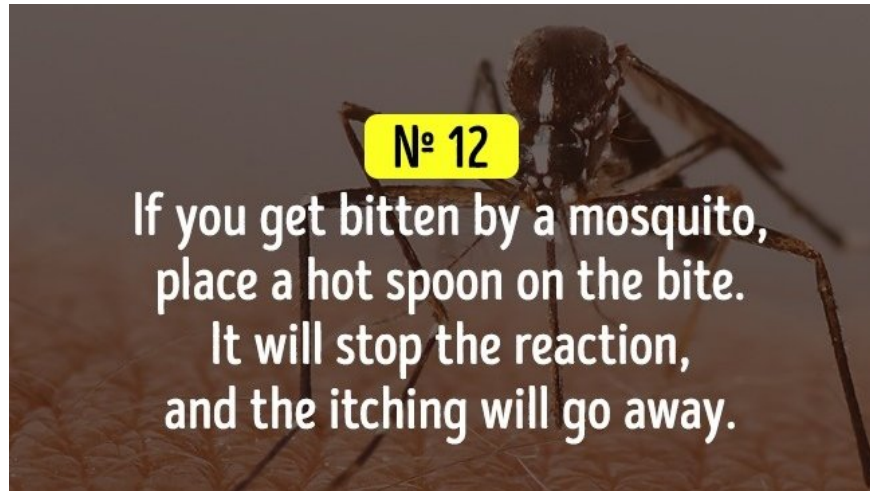 № 12
If you get bitten by a mosquito,
place a hot spoon on the bite.
It will stop the reaction,
and the itching will go away.